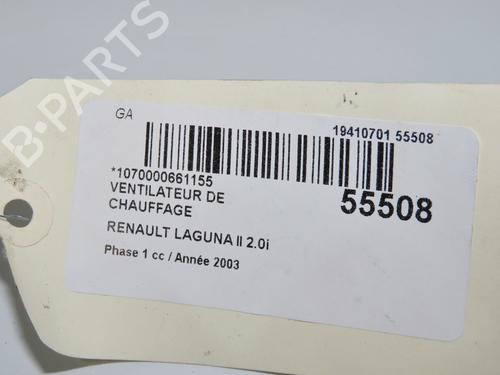 B-PARTS
GA
19410701 55508
*1070000661155
VENTILATEUR DE
CHAUFFAGE
55508
RENAULT LAGUNA II 2.0i
Phase 1 cc / Année 2003